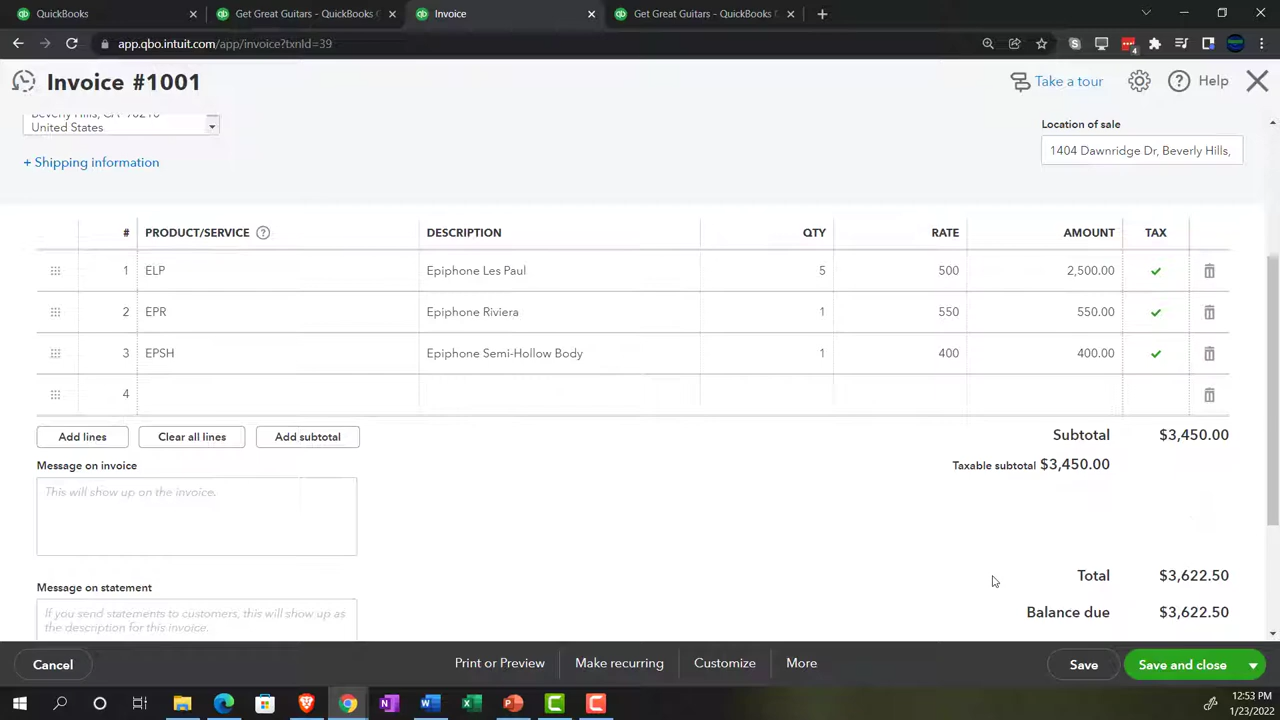 QuickBooks
Get Great Guitars - QuickBooks
Invoice
Get Great Guitars - QuickBooks
app.qbo.intuit.com/app/invoice?txnId=39
4
Invoice #1001
Take a tour
Help
Beverly Hills, CA 90210
United States
Location of sale
1404 Dawnridge Dr, Beverly Hills,
+ Shipping information
# PRODUCT/SERVICE ? DESCRIPTION QTY RATE AMOUNT TAX
1 ELP Epiphone Les Paul 5 500 2,500.00
2 EPR Epiphone Riviera 1 550 550.00
3 EPSH Epiphone Semi-Hollow Body 1 400 400.00
4
Add lines Clear all lines Add subtotal
Subtotal $3,450.00
Message on invoice
Taxable subtotal $3,450.00
This will show up on the invoice.
Total $3,622.50
Message on statement
Balance due $3,622.50
If you send statements to customers, this will show up as
the description for this invoice.
Cancel Print or Preview Make recurring Customize More Save Save and close
12:53 PM
1/23/2022